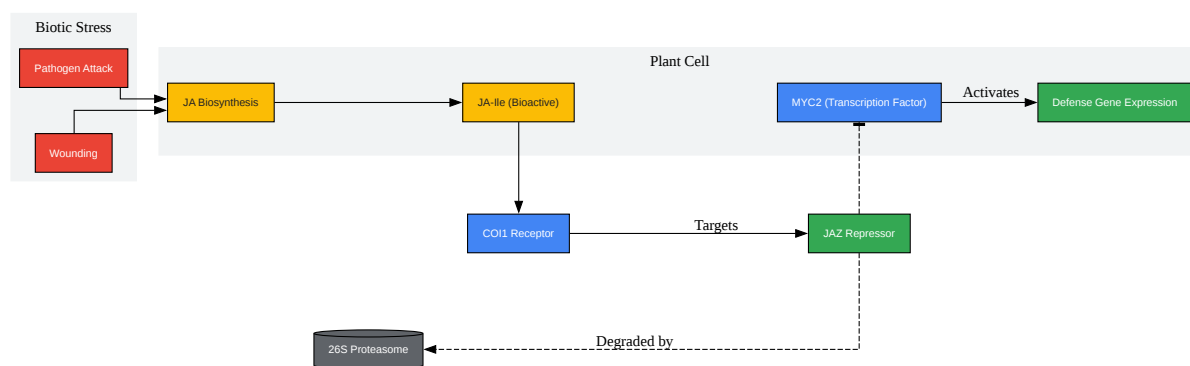 Biotic Stress
Pathogen Attack
Wounding
Plant Cell
JA Biosynthesis
JA-Ile (Bioactive)
MYC2 (Transcription Factor)
Activates
Defense Gene Expression
COI1 Receptor
Targets
JAZ Repressor
26S Proteasome
Degraded by